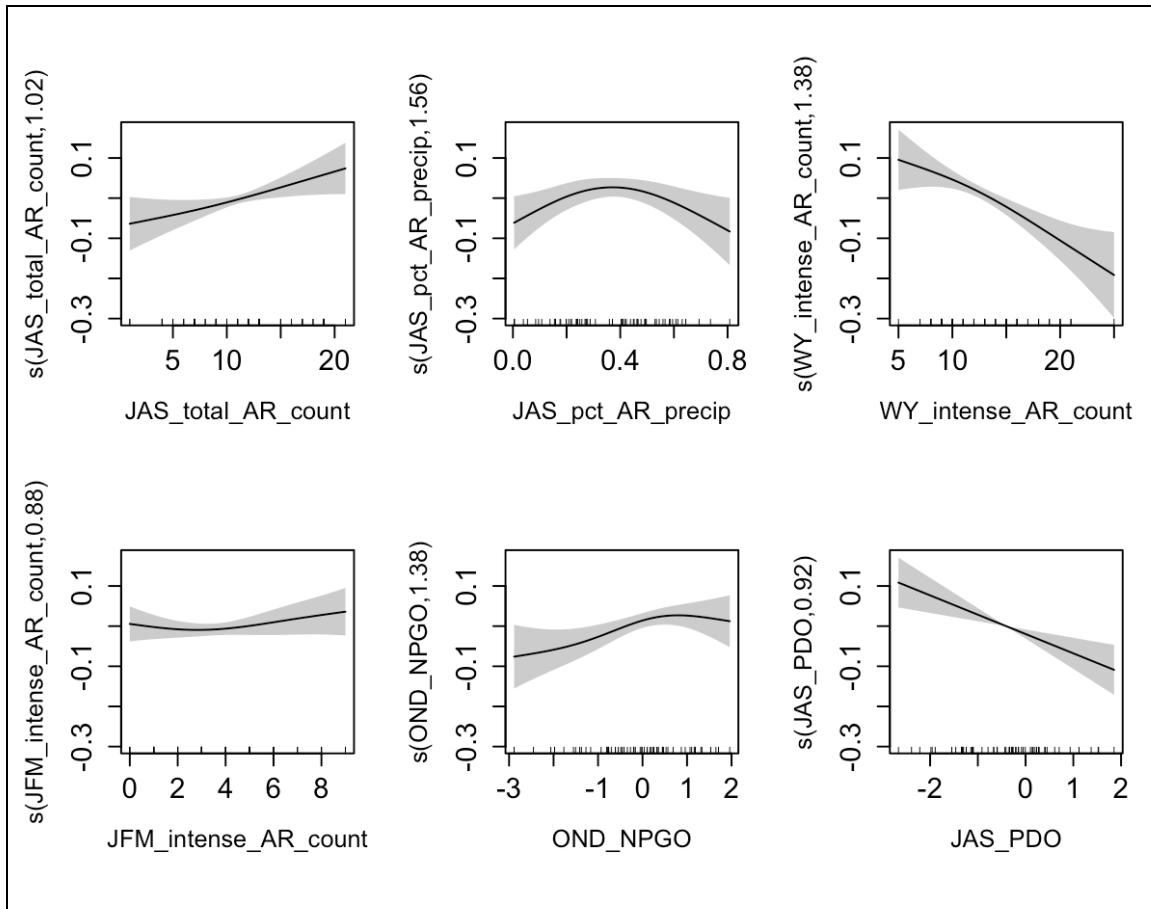 s(JAS_total_AR_count,1.02)
0.1
-0.1
-0.3
5 10 20
JAS_total_AR_count
s(JAS_pct_AR_precip,1.56)
0.1
-0.1
-0.3
0.0 0.4 0.8
JAS_pct_AR_precip
s(WY_intense_AR_count,1.38)
0.1
-0.1
-0.3
5 10 20
WY_intense_AR_count
s(JFM_intense_AR_count,0.88)
0.1
-0.1
-0.3
0 2 4 6 8
JFM_intense_AR_count
s(OND_NPGO,1.38)
0.1
-0.1
-0.3
-3 -1 0 1 2
OND_NPGO
s(JAS_PDO,0.92)
0.1
-0.1
-0.3
-2 0 1 2
JAS_PDO